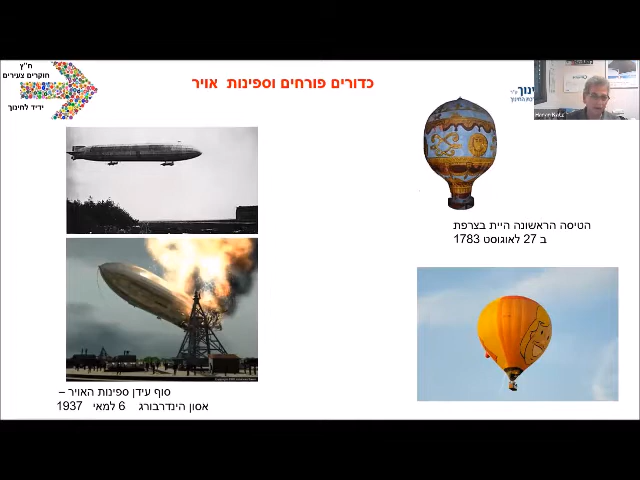 ח"ץ
חוקרים צעירים
ידיד לחינוך
כדורים פורחים וספינות אויר
הטיסה הראשונה היית בצרפת
ב 27 לאוגוסט 1783
סוף עידן ספינות האויר –
אסון הינדרבורג 6 למאי 1937